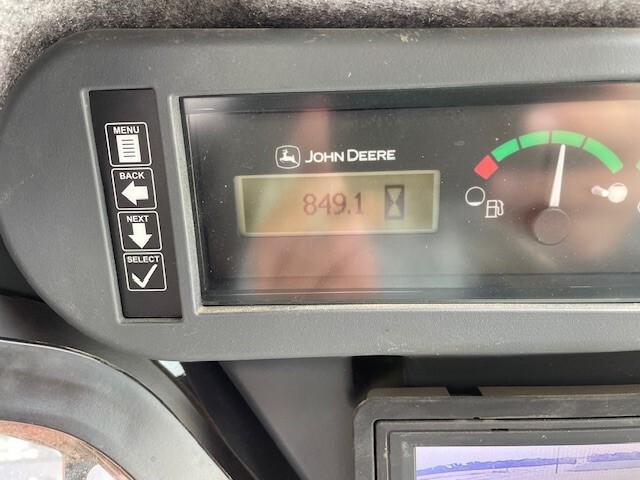 MENU
BACK
NEXT
SELECT
JOHN DEERE
849.1